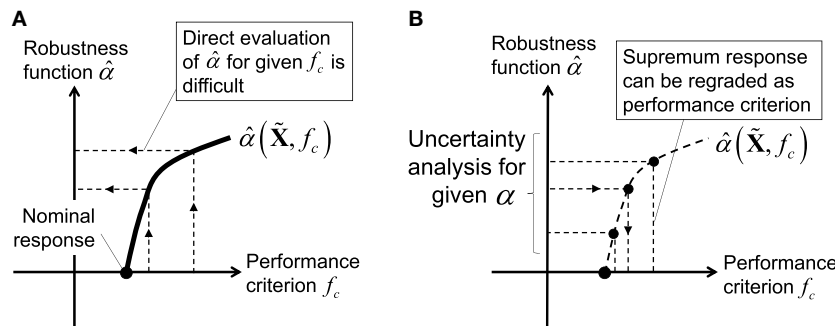 A
Robustness
function α̂
Direct evaluation
of α̂ for given f_c is
difficult
α̂(X̃, f_c)
Nominal
response
Performance
criterion f_c
B
Robustness
function α̂
Supremum response
can be regraded as
performance criterion
α̂(X̃, f_c)
Uncertainty
analysis for
given α
Performance
criterion f_c